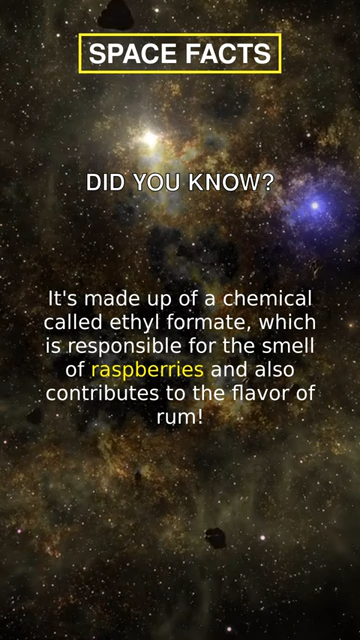 SPACE FACTS
DID YOU KNOW?
It's made up of a chemical
called ethyl formate, which
is responsible for the smell
of raspberries and also
contributes to the flavor of
rum!